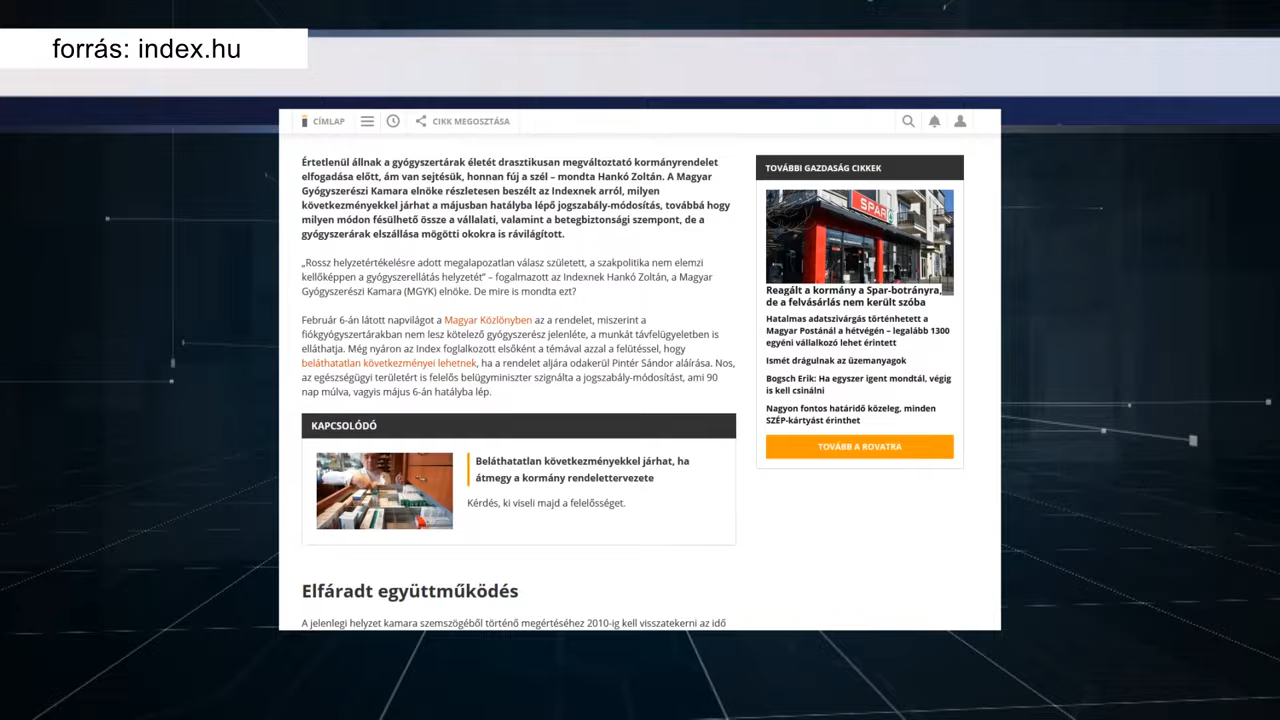 forrás: index.hu
CÍMLAP
CIKK MEGOSZTÁSA
Értetlenül állnak a gyógyszertárak életét drasztikusan megváltoztató kormányrendelet
elfogadása előtt, ám van sejtésük, honnan fúj a szél – mondta Hankó Zoltán. A Magyar
Gyógyszerészi Kamara elnöke részletesen beszélt az Indexnek arról, milyen
következményekkel járhat a májusban hatályba lépő jogszabály-módosítás, továbbá hogy
milyen módon fésülhető össze a vállalati, valamint a betegbiztonsági szempont, de a
gyógyszerárak elszállása mögötti okokra is rávilágított.
„Rossz helyzetértékelésre adott megalapozatlan válasz született, a szakpolitika nem elemzi
kellőképpen a gyógyszerellátás helyzetét” – fogalmazott az Indexnek Hankó Zoltán, a Magyar
Gyógyszerészi Kamara (MGYK) elnöke. De mire is mondta ezt?
Február 6-án látott napvilágot a Magyar Közlönyben az a rendelet, miszerint a
fiókgyógyszertárakban nem lesz kötelező gyógyszerész jelenléte, a munkát távfelügyeletben is
elláthatja. Még nyáron az Index foglalkozott elsőként a témával azzal a felütéssel, hogy
beláthatatlan következményei lehetnek, ha a rendelet aljára odakerül Pintér Sándor aláírása. Nos,
az egészségügyi területért is felelős belügyminiszter szignálta a jogszabály-módosítást, ami 90
nap múlva, vagyis május 6-án hatályba lép.
KAPCSOLÓDÓ
Beláthatatlan következményekkel járhat, ha
átmegy a kormány rendelettervezete
Kérdés, ki viseli majd a felelősséget.
Elfáradt együttműködés
A jelenlegi helyzet kamara szemszögéből történő megértéséhez 2010-ig kell visszatekerni az idő
TOVÁBBI GAZDASÁG CIKKEK
SPAR
Reagált a kormány a Spar-botrányra,
de a felvásárlás nem került szóba
Hatalmas adatszivárgás történhetett a
Magyar Postánál a hétvégén – legalább 1300
egyéni vállalkozó lehet érintett
Ismét drágulnak az üzemanyagok
Bogsch Erik: Ha egyszer igent mondtál, végig
is kell csinálni
Nagyon fontos határidő közeleg, minden
SZÉP-kártyást érinthet
TOVÁBB A ROVATRA